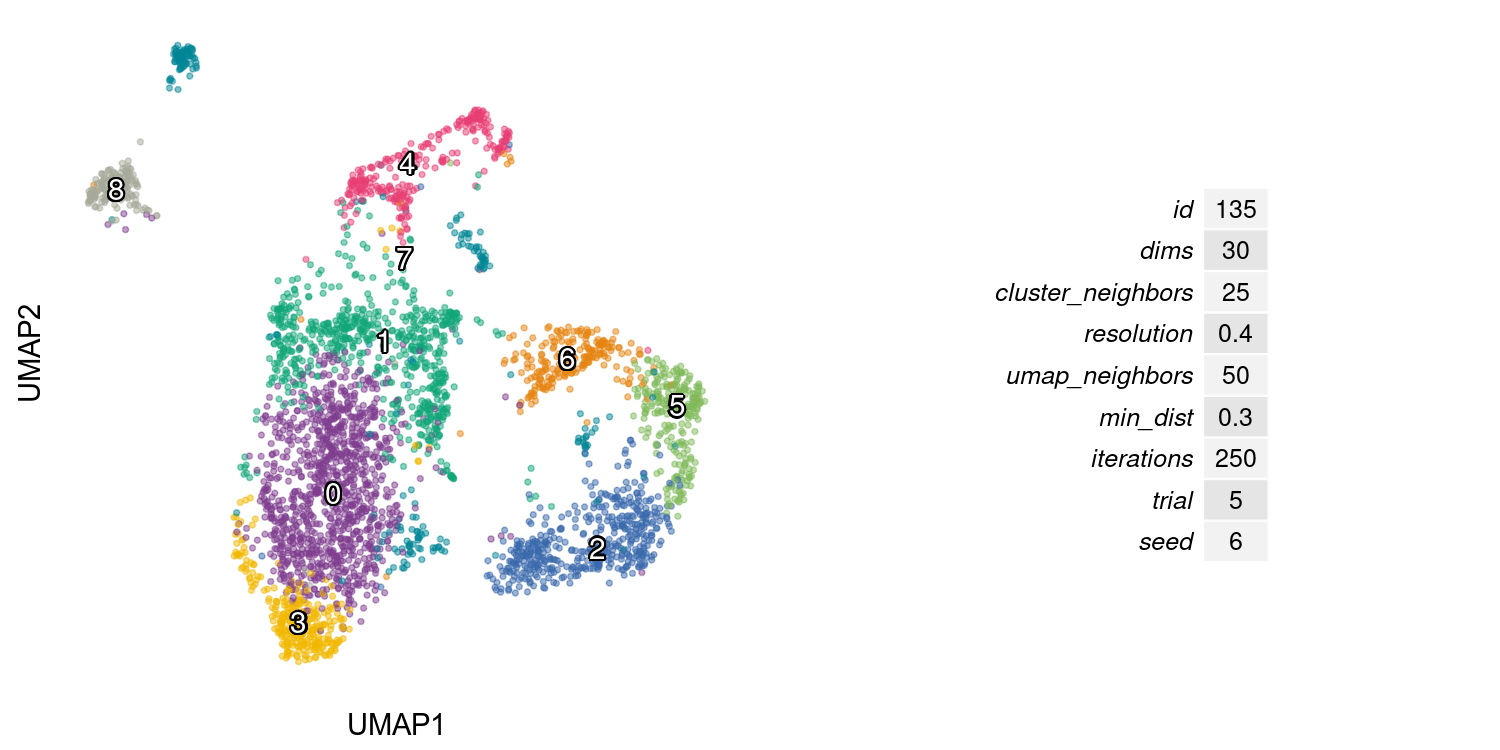 4
8
7
1
6
5
0
2
3
UMAP2
UMAP1
id 135
dims 30
cluster_neighbors 25
resolution 0.4
umap_neighbors 50
min_dist 0.3
iterations 250
trial 5
seed 6